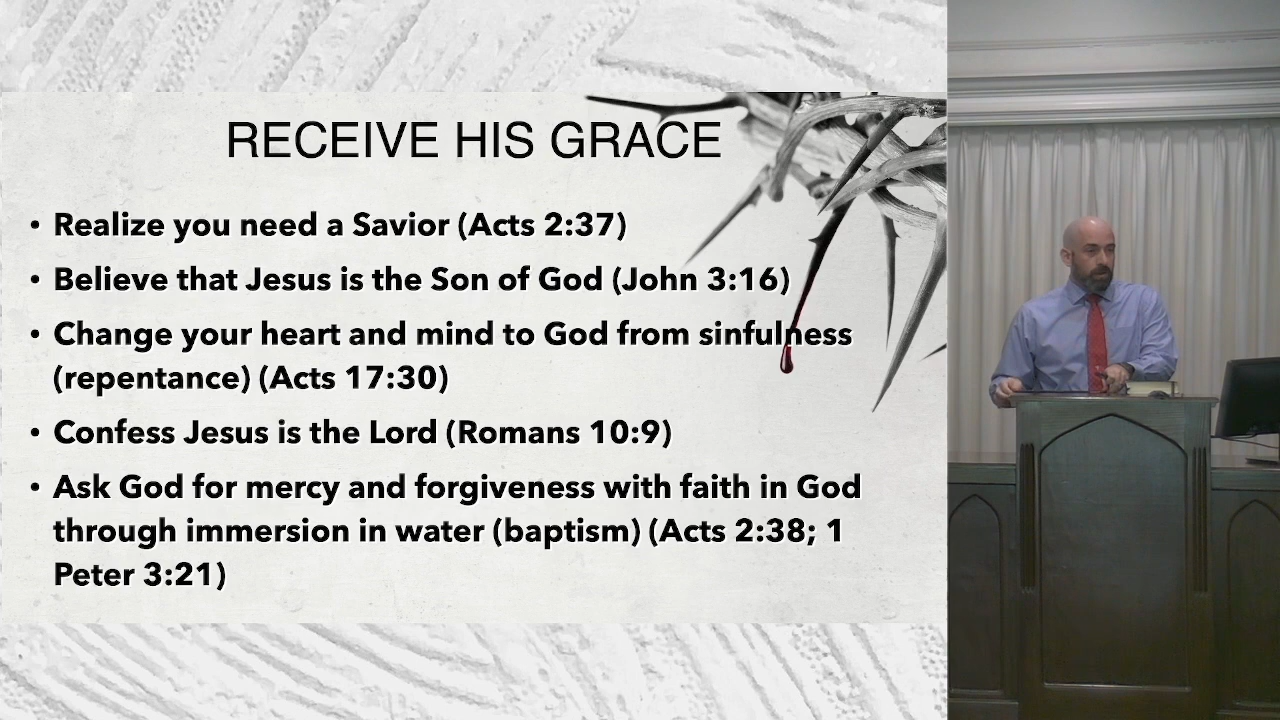 RECEIVE HIS GRACE
• Realize you need a Savior (Acts 2:37)
• Believe that Jesus is the Son of God (John 3:16)
• Change your heart and mind to God from sinfulness
(repentance) (Acts 17:30)
• Confess Jesus is the Lord (Romans 10:9)
• Ask God for mercy and forgiveness with faith in God
through immersion in water (baptism) (Acts 2:38; 1
Peter 3:21)